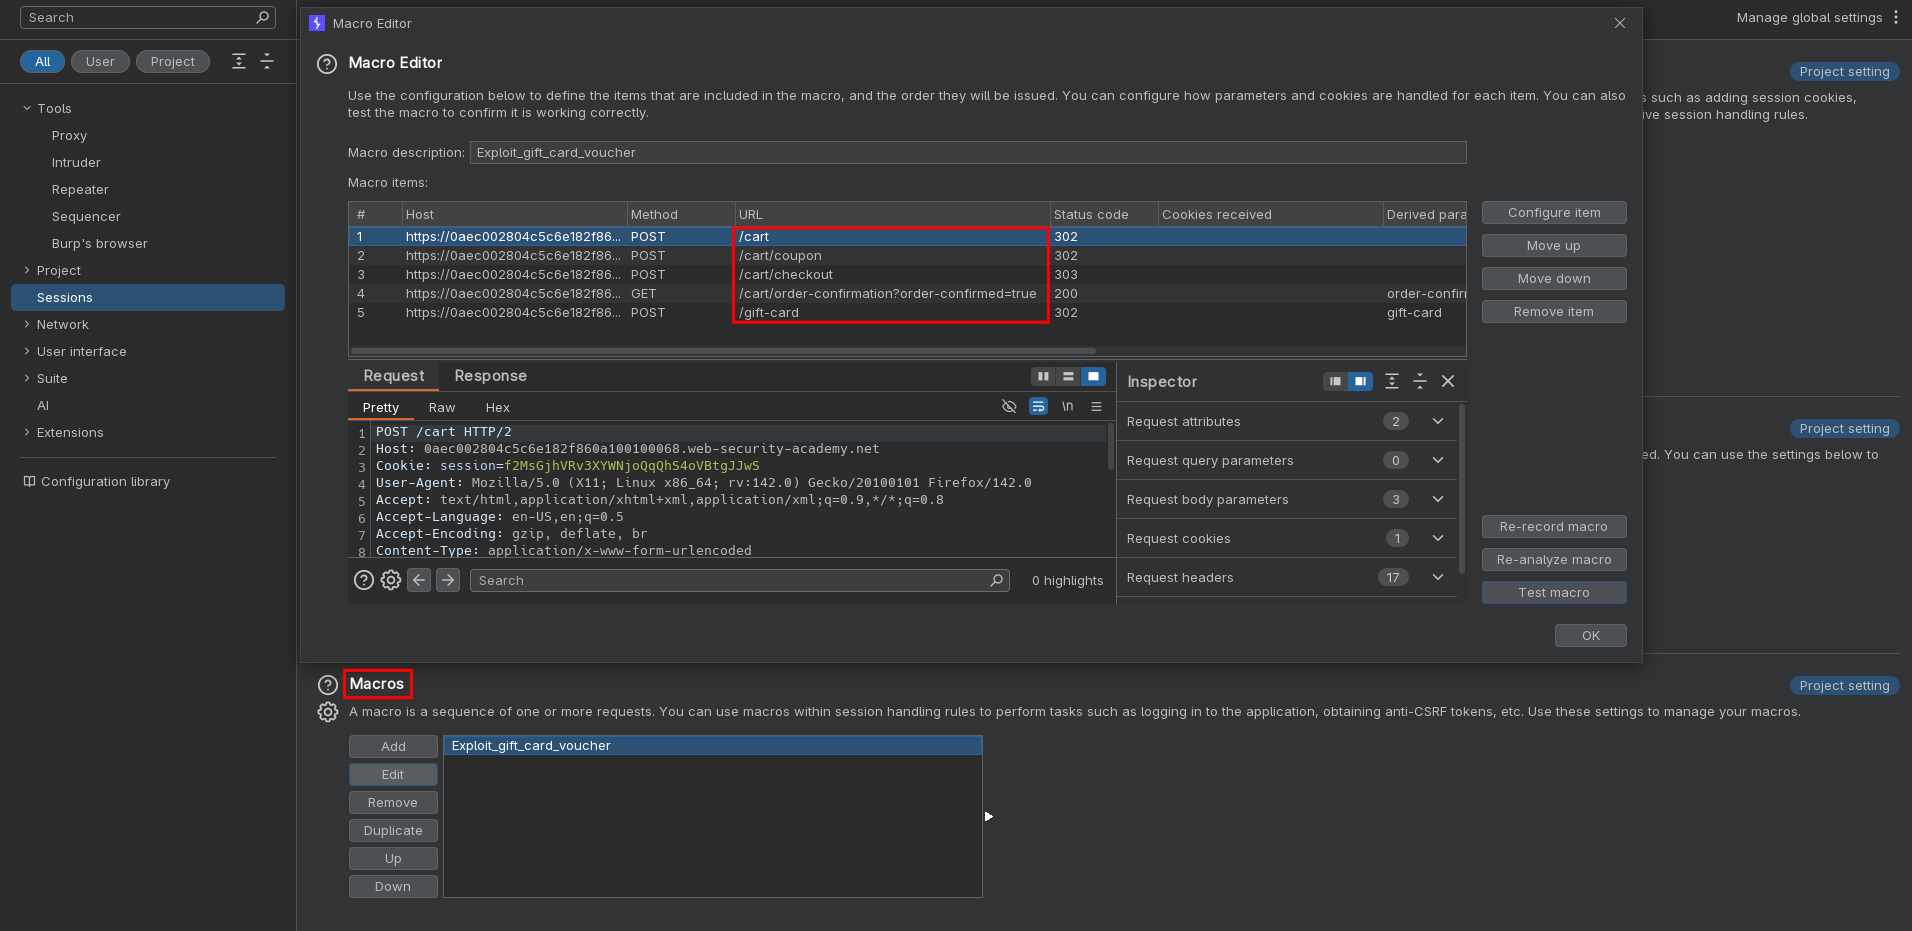 Search
Manage global settings
All
User
Project
Tools
Proxy
Intruder
Repeater
Sequencer
Burp's browser
Project
Sessions
Network
User interface
Suite
AI
Extensions
Configuration library
Macro Editor
Macro Editor
Use the configuration below to define the items that are included in the macro, and the order they will be issued. You can configure how parameters and cookies are handled for each item. You can also
test the macro to confirm it is working correctly.
Macro description: Exploit_gift_card_voucher
Macro items:
# Host Method URL Status code Cookies received Derived para
1 https://0aec002804c5c6e182f86... POST /cart 302
2 https://0aec002804c5c6e182f86... POST /cart/coupon 302
3 https://0aec002804c5c6e182f86... POST /cart/checkout 303
4 https://0aec002804c5c6e182f86... GET /cart/order-confirmation?order-confirmed=true 200 order-confir
5 https://0aec002804c5c6e182f86... POST /gift-card 302 gift-card
Configure item
Move up
Move down
Remove item
Re-record macro
Re-analyze macro
Test macro
OK
Request Response
Pretty Raw Hex \n
1 POST /cart HTTP/2
2 Host: 0aec002804c5c6e182f860a100100068.web-security-academy.net
3 Cookie: session=f2MsGjhVRv3XYWNjoQqQhS4oVBtgJJwS
4 User-Agent: Mozilla/5.0 (X11; Linux x86_64; rv:142.0) Gecko/20100101 Firefox/142.0
5 Accept: text/html,application/xhtml+xml,application/xml;q=0.9,*/*;q=0.8
6 Accept-Language: en-US,en;q=0.5
7 Accept-Encoding: gzip, deflate, br
8 Content-Type: application/x-www-form-urlencoded
Search
0 highlights
Inspector
Request attributes 2
Request query parameters 0
Request body parameters 3
Request cookies 1
Request headers 17
Project setting
s such as adding session cookies,
ive session handling rules.
Project setting
ed. You can use the settings below to
Macros
Project setting
A macro is a sequence of one or more requests. You can use macros within session handling rules to perform tasks such as logging in to the application, obtaining anti-CSRF tokens, etc. Use these settings to manage your macros.
Add
Edit
Remove
Duplicate
Up
Down
Exploit_gift_card_voucher